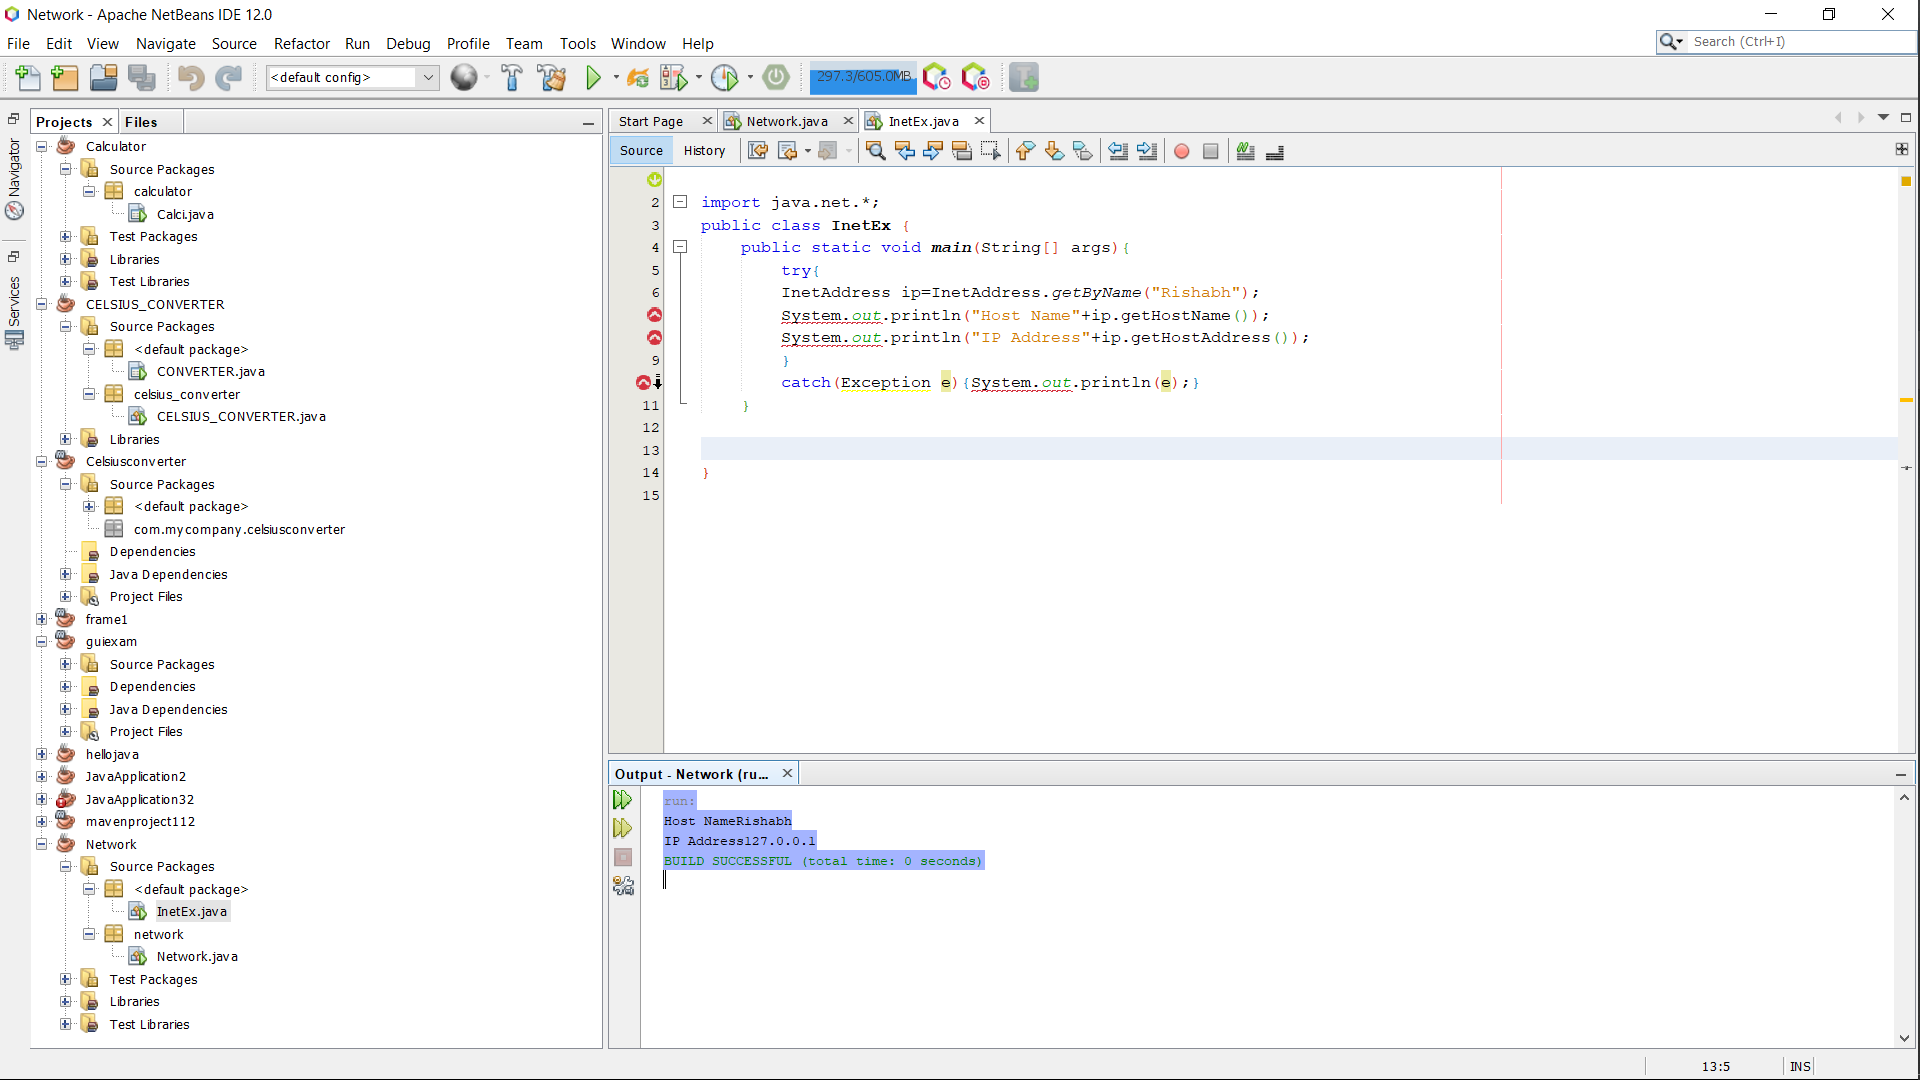 Network - Apache NetBeans IDE 12.0
File Edit View Navigate Source Refactor Run Debug Profile Team Tools Window Help
Search (Ctrl+I)
<default config>
297.3/605.0MB
Projects Files
Navigator
Services
Calculator
Source Packages
calculator
Calci.java
Test Packages
Libraries
Test Libraries
CELSIUS_CONVERTER
Source Packages
<default package>
CONVERTER.java
celsius_converter
CELSIUS_CONVERTER.java
Libraries
Celsiusconverter
Source Packages
<default package>
com.mycompany.celsiusconverter
Dependencies
Java Dependencies
Project Files
frame1
guiexam
Source Packages
Dependencies
Java Dependencies
Project Files
hellojava
JavaApplication2
JavaApplication32
mavenproject112
Network
Source Packages
<default package>
InetEx.java
network
Network.java
Test Packages
Libraries
Test Libraries
Start Page Network.java InetEx.java
Source History
2 import java.net.*;
3 public class InetEx {
4 public static void main(String[] args){
5 try{
6 InetAddress ip=InetAddress.getByName("Rishabh");
System.out.println("Host Name"+ip.getHostName());
System.out.println("IP Address"+ip.getHostAddress());
9 }
catch(Exception e){System.out.println(e);}
11 }
12
13
14 }
15
Output - Network (ru...
run:
Host NameRishabh
IP Address127.0.0.1
BUILD SUCCESSFUL (total time: 0 seconds)
13:5 INS